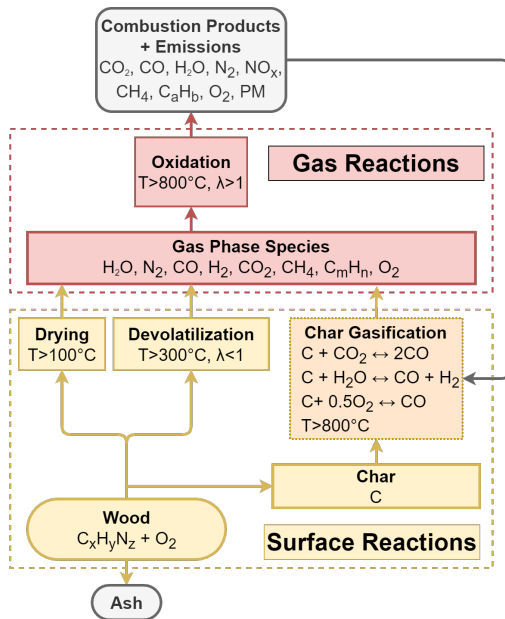 Combustion Products
+ Emissions
CO₂, CO, H₂O, N₂, NOₓ,
CH₄, CₐH_b, O₂, PM
Oxidation
T>800°C, λ>1
Gas Reactions
Gas Phase Species
H₂O, N₂, CO, H₂, CO₂, CH₄, CₘHₙ, O₂
Drying
T>100°C
Devolatilization
T>300°C, λ<1
Char Gasification
C + CO₂ ↔ 2CO
C + H₂O ↔ CO + H₂
C+ 0.5O₂ ↔ CO
T>800°C
Char
C
Wood
CₓH_yN_z + O₂
Surface Reactions
Ash